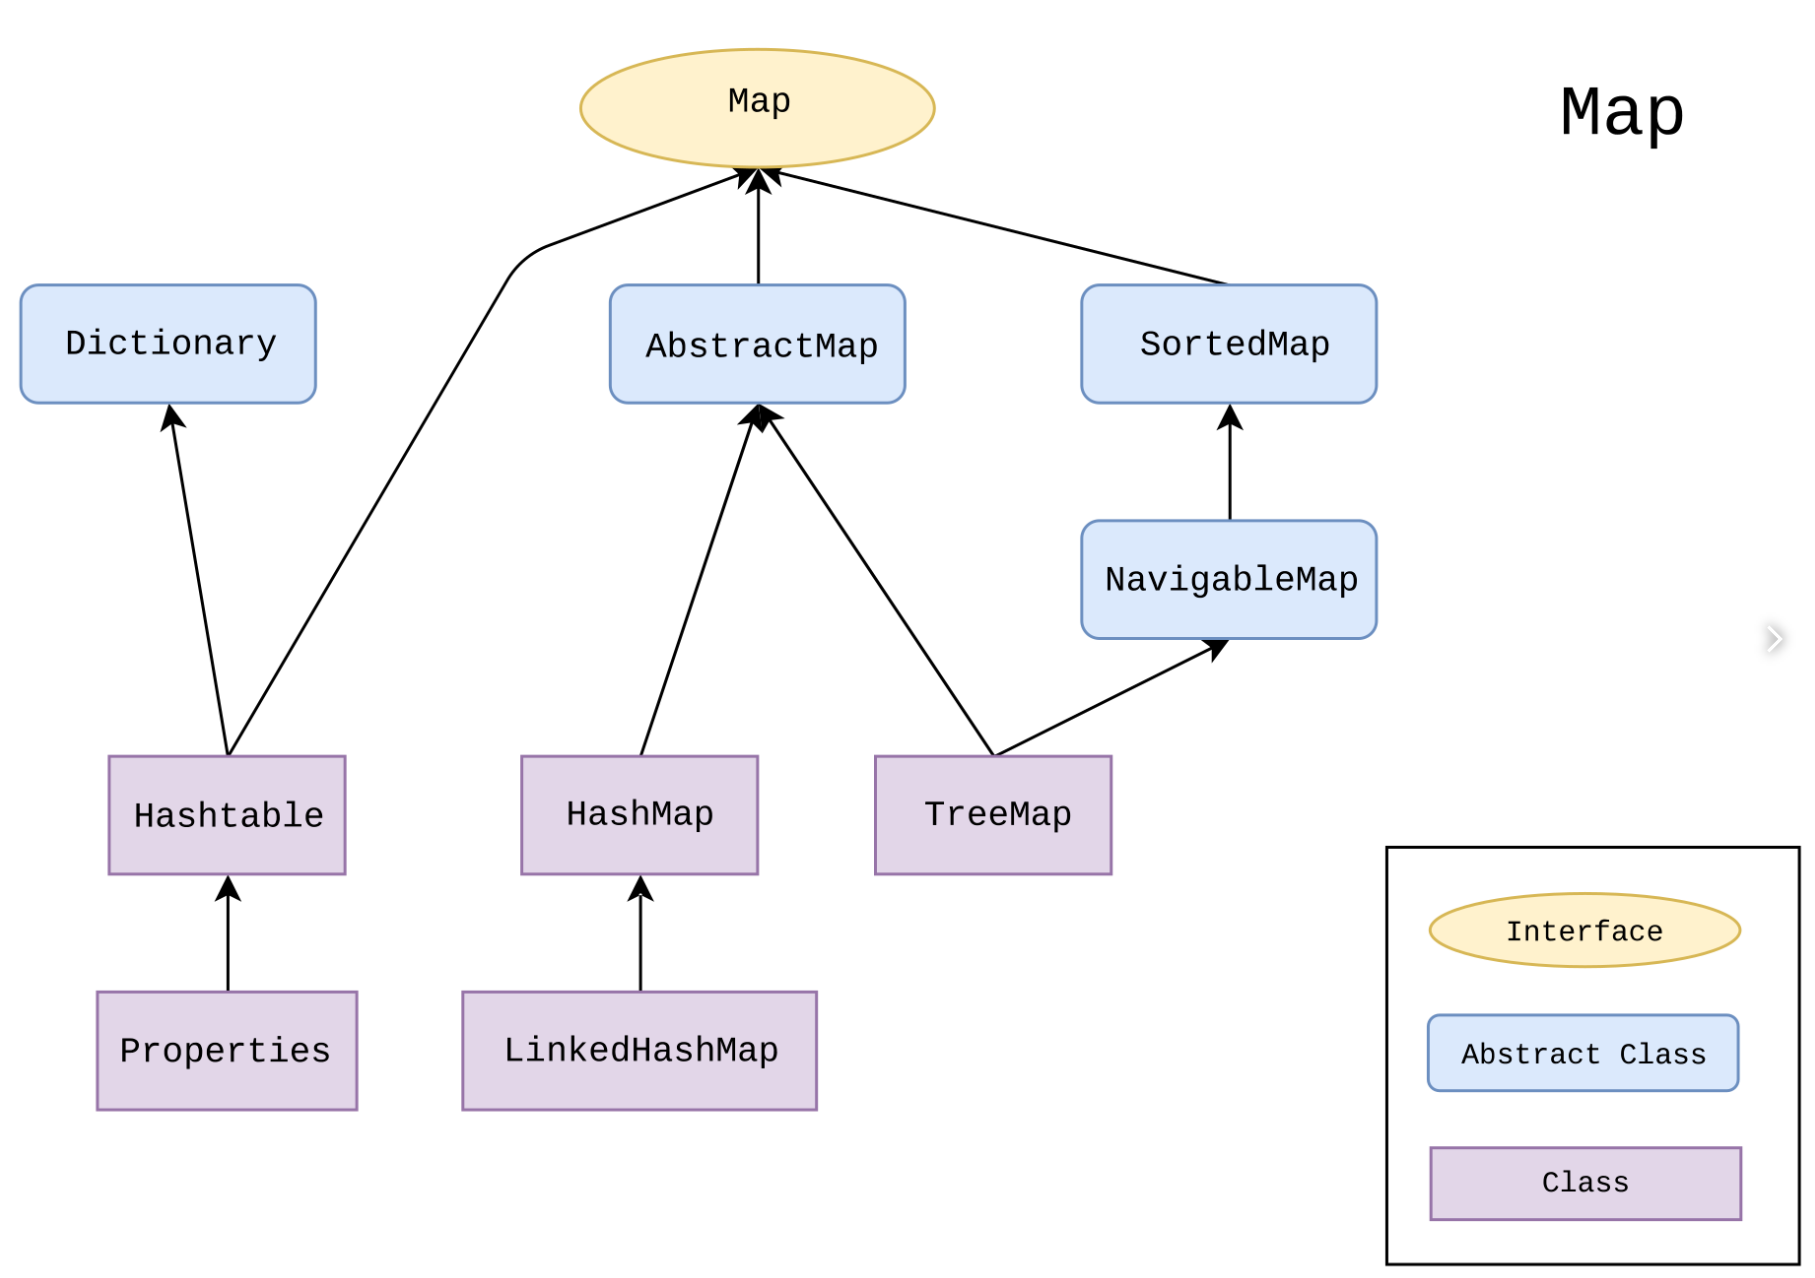 Map
Map
Dictionary
AbstractMap
SortedMap
NavigableMap
Hashtable
HashMap
TreeMap
Properties
LinkedHashMap
Interface
Abstract Class
Class